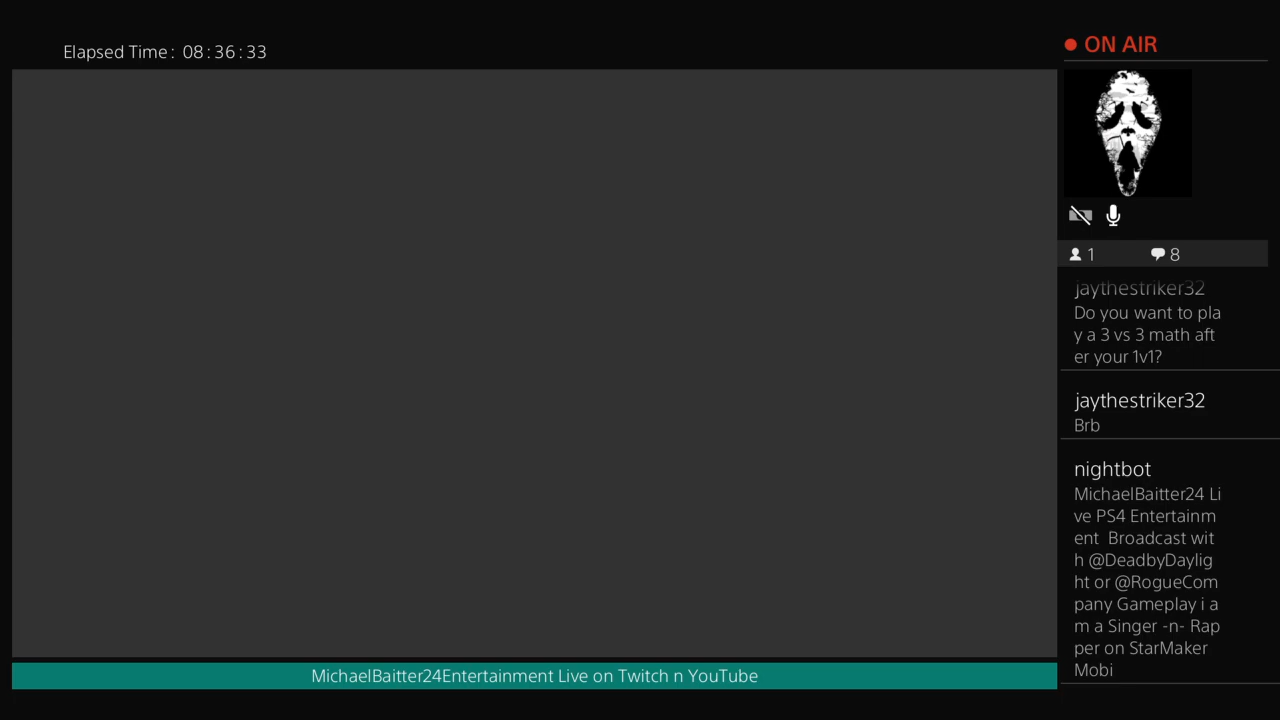 Elapsed Time: 08:36:33
ON AIR
1 8
jaythestriker32
Do you want to pla
y a 3 vs 3 math aft
er your 1v1?
jaythestriker32
Brb
nightbot
MichaelBaitter24 Li
ve PS4 Entertainm
ent Broadcast wit
h @DeadbyDaylig
ht or @RogueCom
pany Gameplay i a
m a Singer -n- Rap
per on StarMaker
Mobi
MichaelBaitter24Entertainment Live on Twitch n YouTube